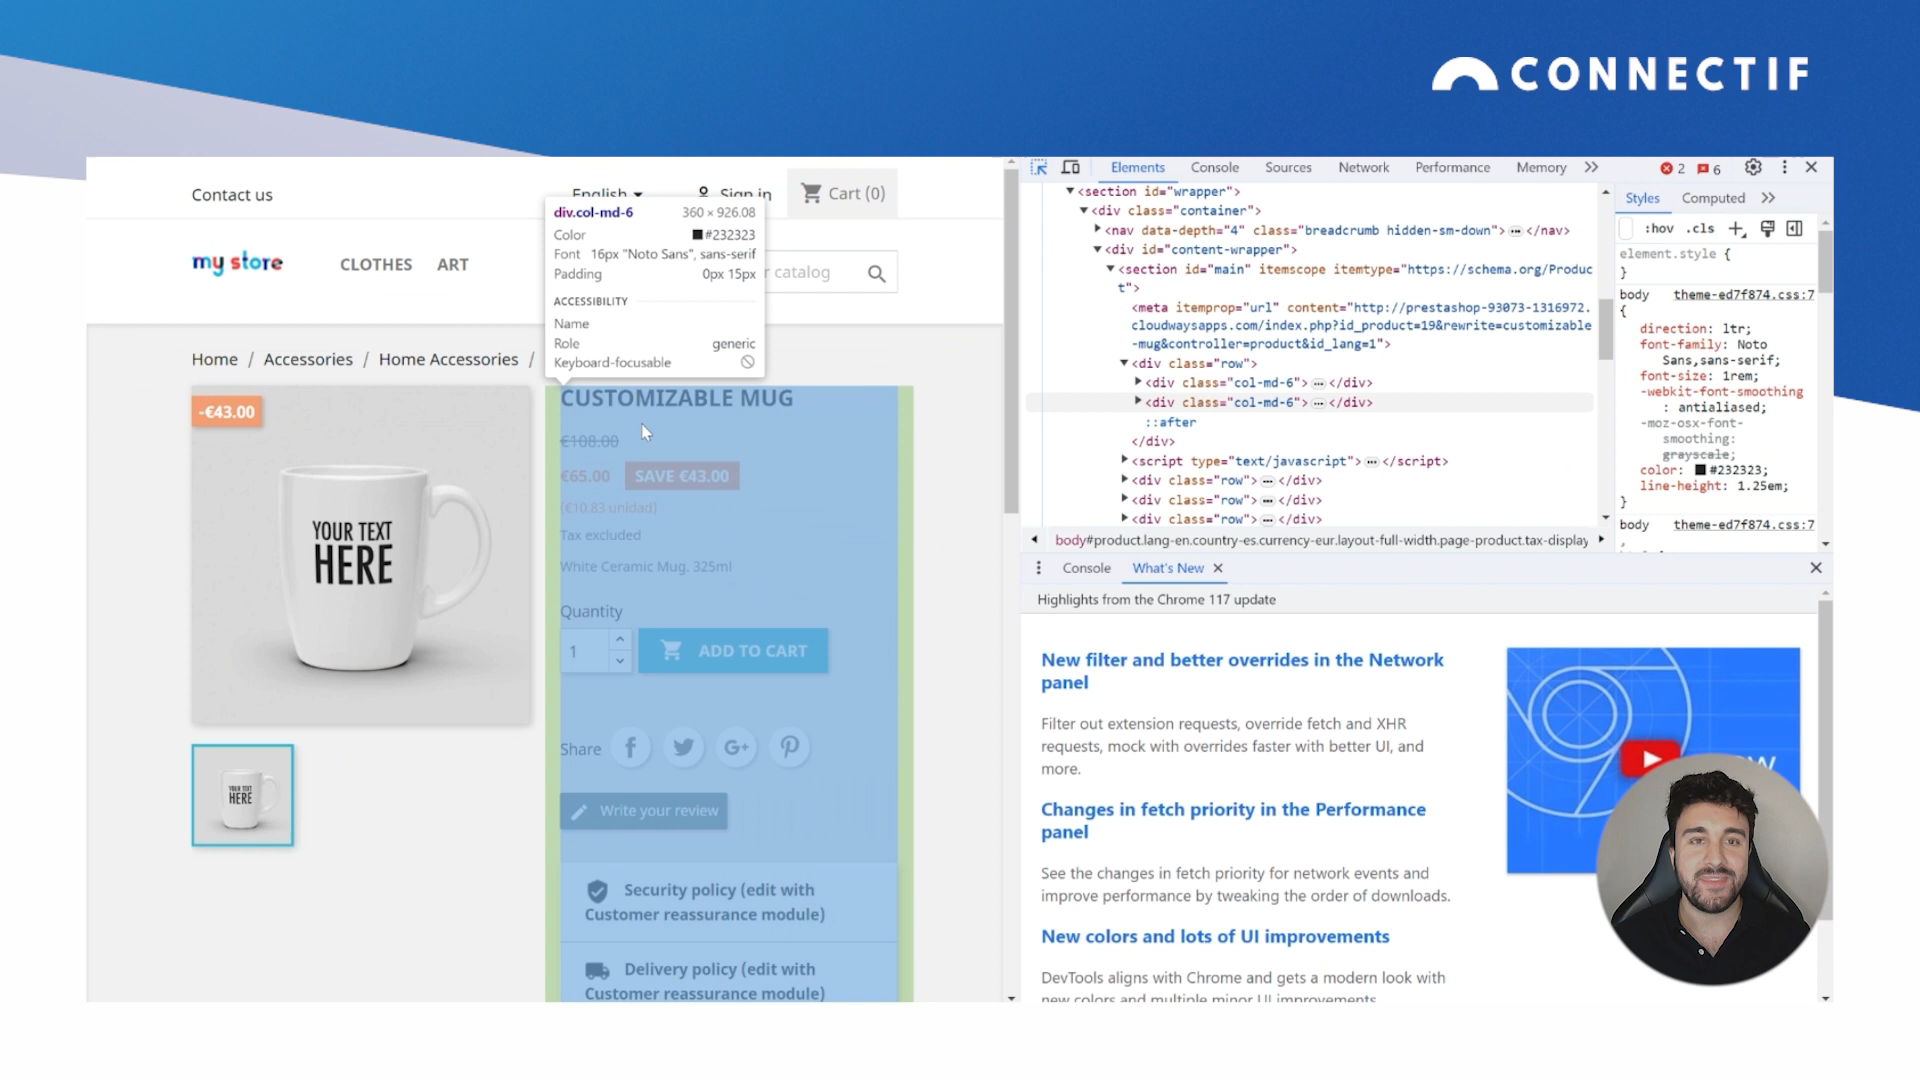 CONNECTIF
Contact us
English
Sign in
Cart (0)
my store
CLOTHES
ART
r catalog
div.col-md-6 360 × 926.08
Color #232323
Font 16px "Noto Sans", sans-serif
Padding 0px 15px
ACCESSIBILITY
Name
Role generic
Keyboard-focusable
Home / Accessories / Home Accessories /
-€43.00
YOUR TEXT
HERE
YOUR TEXT
HERE
CUSTOMIZABLE MUG
€108.00
€65.00 SAVE €43.00
(€10.83 unidad)
Tax excluded
White Ceramic Mug. 325ml
Quantity
1 ADD TO CART
Share
Write your review
Security policy (edit with
Customer reassurance module)
Delivery policy (edit with
Customer reassurance module)
Elements Console Sources Network Performance Memory 2 6
<section id="wrapper">
<div class="container">
<nav data-depth="4" class="breadcrumb hidden-sm-down"> … </nav>
<div id="content-wrapper">
<section id="main" itemscope itemtype="https://schema.org/Produc
t">
<meta itemprop="url" content="http://prestashop-93073-1316972.
cloudwaysapps.com/index.php?id_product=19&rewrite=customizable
-mug&controller=product&id_lang=1">
<div class="row">
<div class="col-md-6"> … </div>
<div class="col-md-6"> … </div>
::after
</div>
<script type="text/javascript"> … </script>
<div class="row"> … </div>
<div class="row"> … </div>
<div class="row"> … </div>
body#product.lang-en.country-es.currency-eur.layout-full-width.page-product.tax-display
Styles Computed
:hov .cls
element.style {
}
body theme-ed7f874.css:7
{
direction: ltr;
font-family: Noto
Sans,sans-serif;
font-size: 1rem;
-webkit-font-smoothing
: antialiased;
-moz-osx-font-
smoothing:
grayscale;
color: #232323;
line-height: 1.25em;
}
body theme-ed7f874.css:7
Console What's New
Highlights from the Chrome 117 update
New filter and better overrides in the Network
panel
Filter out extension requests, override fetch and XHR
requests, mock with overrides faster with better UI, and
more.
Changes in fetch priority in the Performance
panel
See the changes in fetch priority for network events and
improve performance by tweaking the order of downloads.
New colors and lots of UI improvements
DevTools aligns with Chrome and gets a modern look with
new colors and multiple minor UI improvements